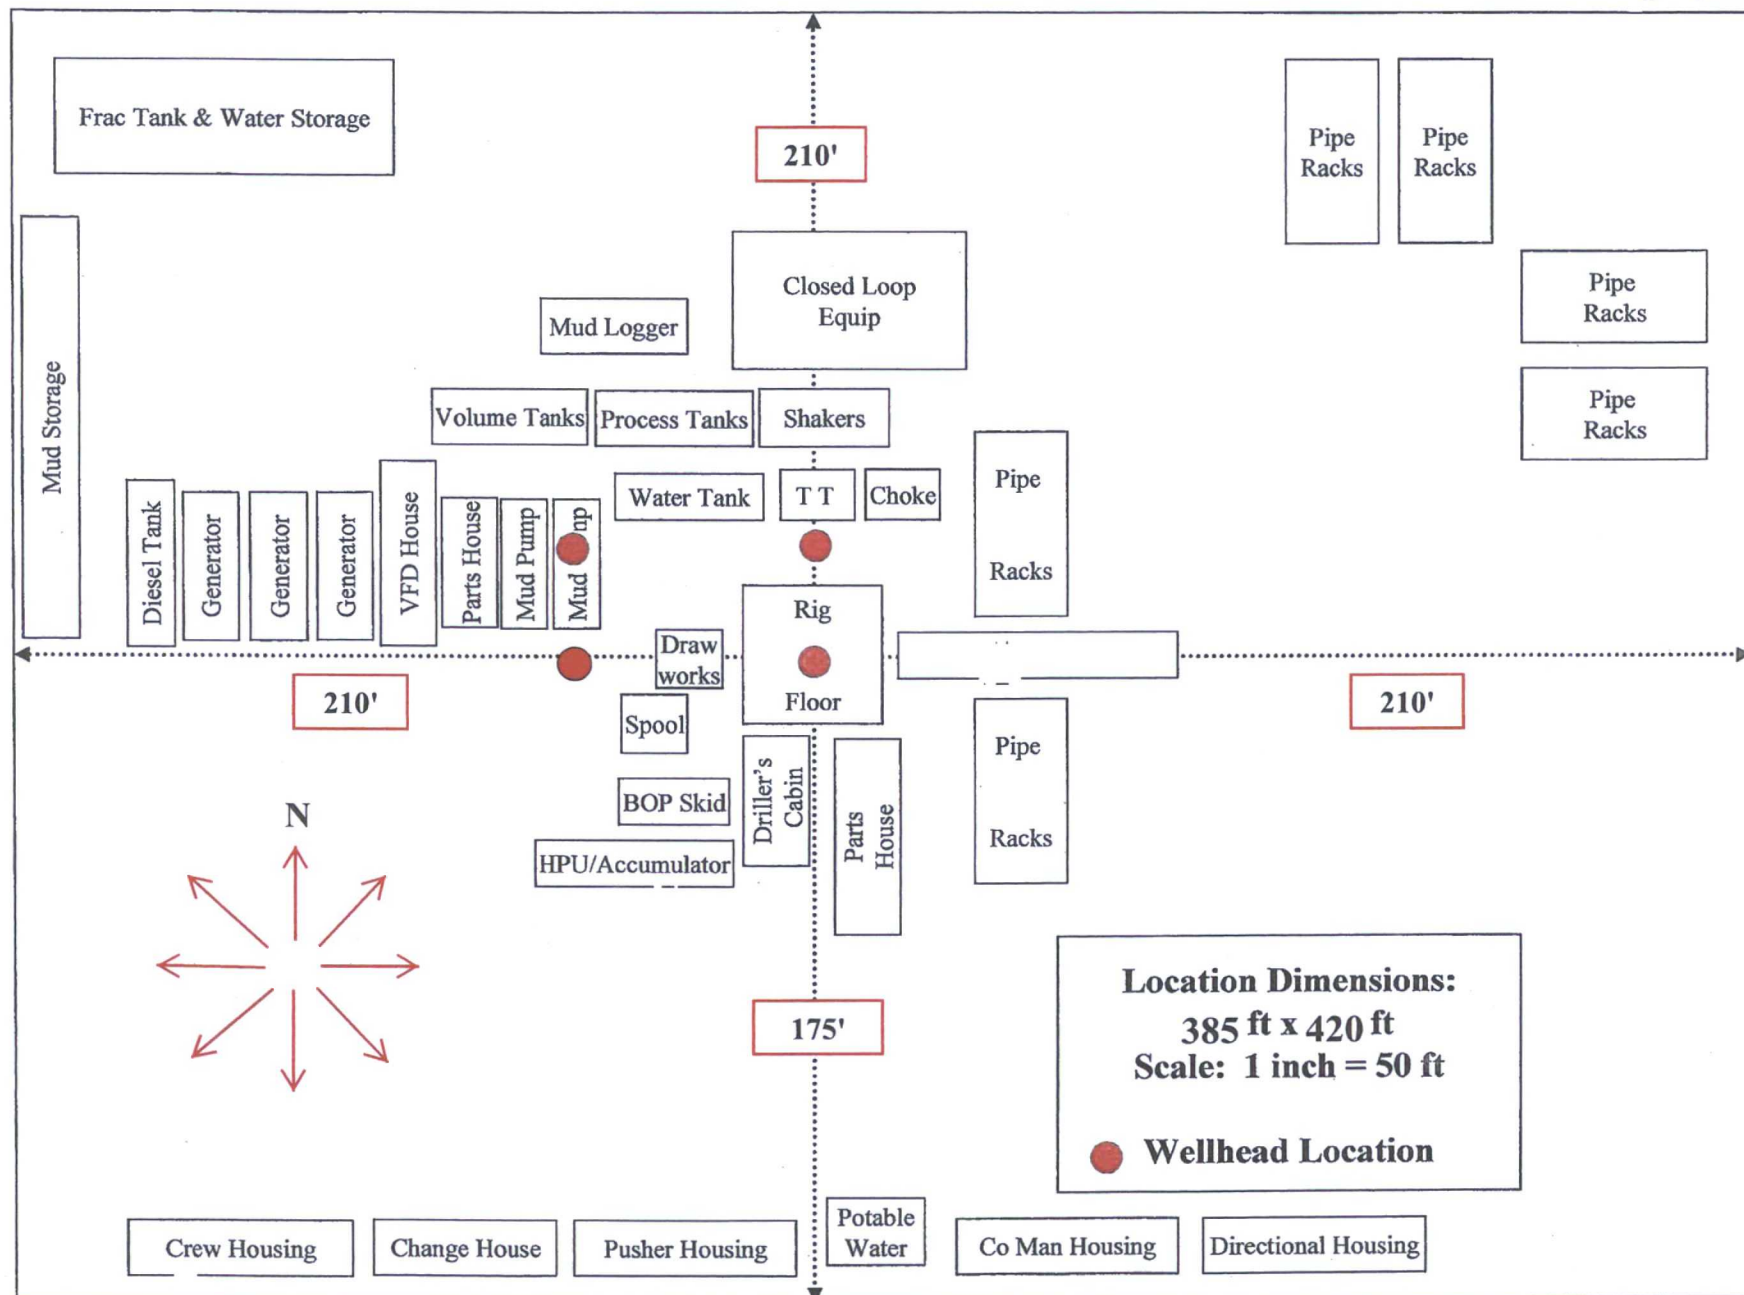 Frac Tank & Water Storage
210'
Pipe
Racks
Pipe
Racks
Closed Loop
Equip
Pipe
Racks
Mud Logger
Mud Storage
Volume Tanks
Process Tanks
Shakers
Pipe
Racks
Diesel Tank
Generator
Generator
Generator
VFD House
Parts House
Mud Pump
Mud
np
Water Tank
T T
Choke
Pipe
Racks
Rig
Floor
Draw
works
210'
210'
Spool
Driller's
Cabin
Parts
House
Pipe
Racks
BOP Skid
HPU/Accumulator
N
175'
Location Dimensions:
385 ft x 420 ft
Scale: 1 inch = 50 ft
Wellhead Location
Crew Housing
Change House
Pusher Housing
Potable
Water
Co Man Housing
Directional Housing